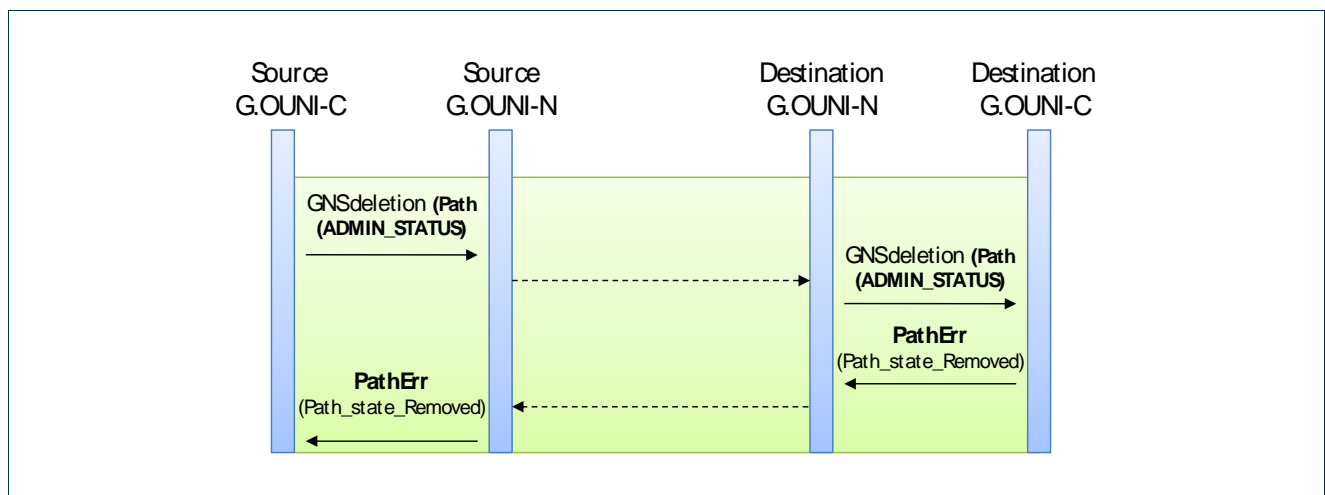 Source
G.OUNI-C
Source
G.OUNI-N
Destination
G.OUNI-N
Destination
G.OUNI-C
GNSdeletion (Path
(ADMIN_STATUS)
GNSdeletion (Path
(ADMIN_STATUS)
PathErr
(Path_state_Removed)
PathErr
(Path_state_Removed)